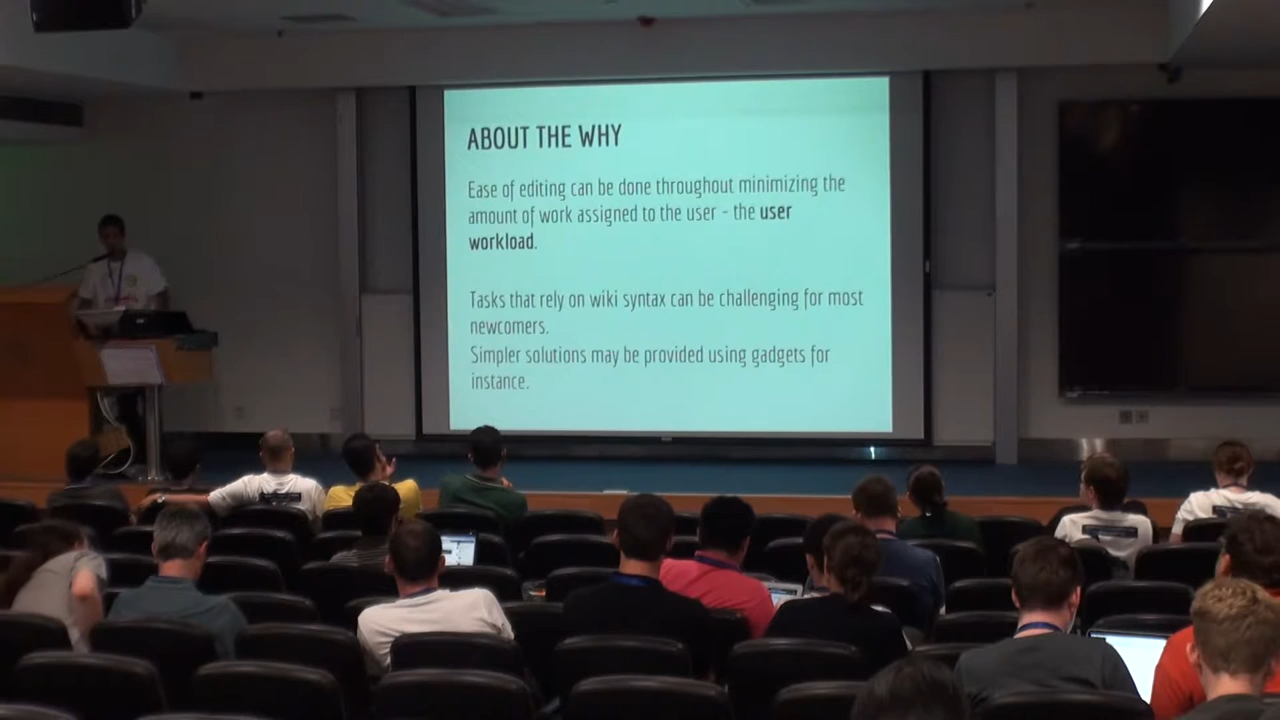 ABOUT THE WHY
Ease of editing can be done throughout minimizing the
amount of work assigned to the user - the user
workload.
Tasks that rely on wiki syntax can be challenging for most
newcomers.
Simpler solutions may be provided using gadgets for
instance.